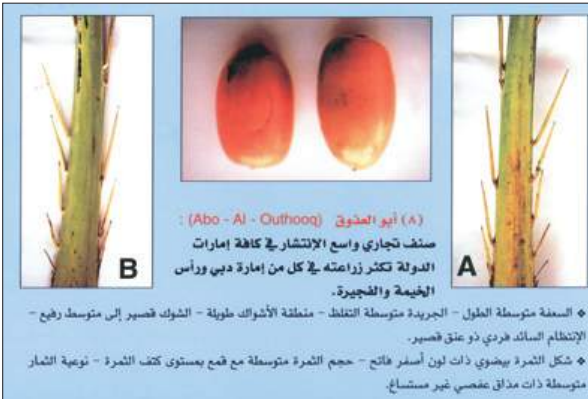 B
A
(٨) أبو العذوق (Abo - Al - Outhooq) :
صنف تجاري واسع الإنتشار في كافة إمارات
الدولة تكثر زراعته في كل من إمارة دبي ورأس
الخيمة والفجيرة.
❖ السعفة متوسطة الطول – الجريدة متوسطة التغلظ – منطقة الأشواك طويلة – الشوك قصير إلى متوسط رفيع –
الإنتظام السائد فردي ذو عنق قصير.
❖ شكل الثمرة بيضوي ذات لون أصفر فاتح – حجم الثمرة متوسطة مع قمع بمستوى كتف الثمرة – نوعية الثمار
متوسطة ذات مذاق عفصي غير مستساغ.